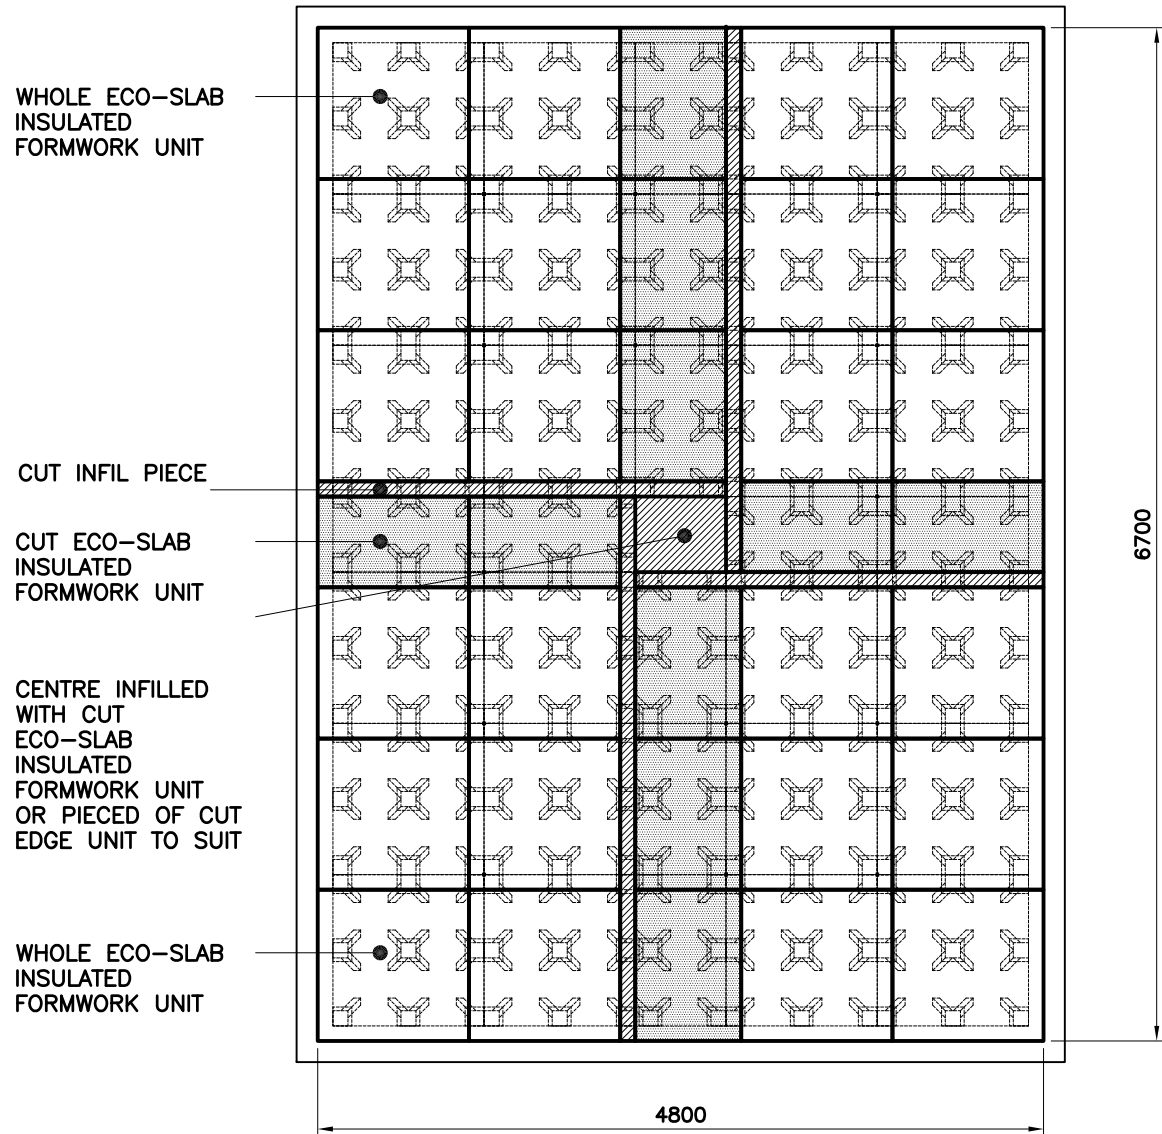 WHOLE ECO-SLAB
INSULATED
FORMWORK UNIT
CUT INFIL PIECE
CUT ECO-SLAB
INSULATED
FORMWORK UNIT
CENTRE INFILLED
WITH CUT
ECO-SLAB
INSULATED
FORMWORK UNIT
OR PIECED OF CUT
EDGE UNIT TO SUIT
WHOLE ECO-SLAB
INSULATED
FORMWORK UNIT
6700
4800